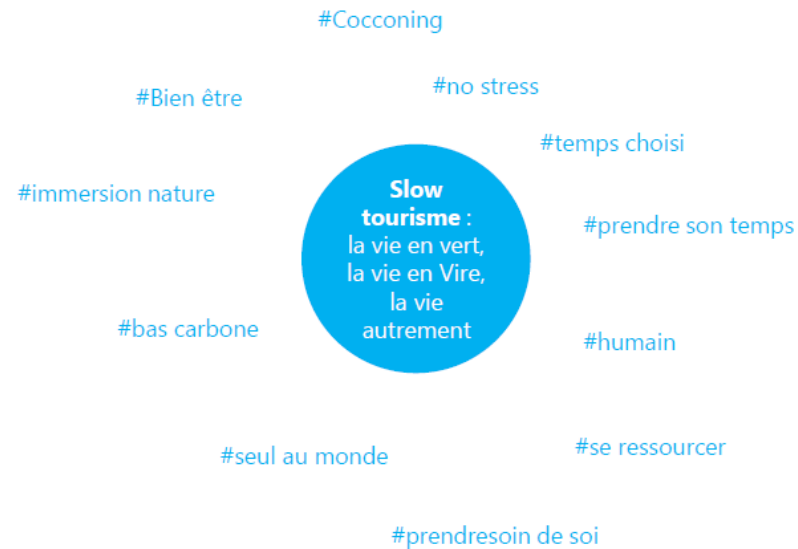 #Cocconing
#no stress
#Bien être
#temps choisi
#immersion nature
Slow
tourisme :
la vie en vert,
la vie en Vire,
la vie
autrement
#prendre son temps
#bas carbone
#humain
#seul au monde
#se ressourcer
#prendresoin de soi